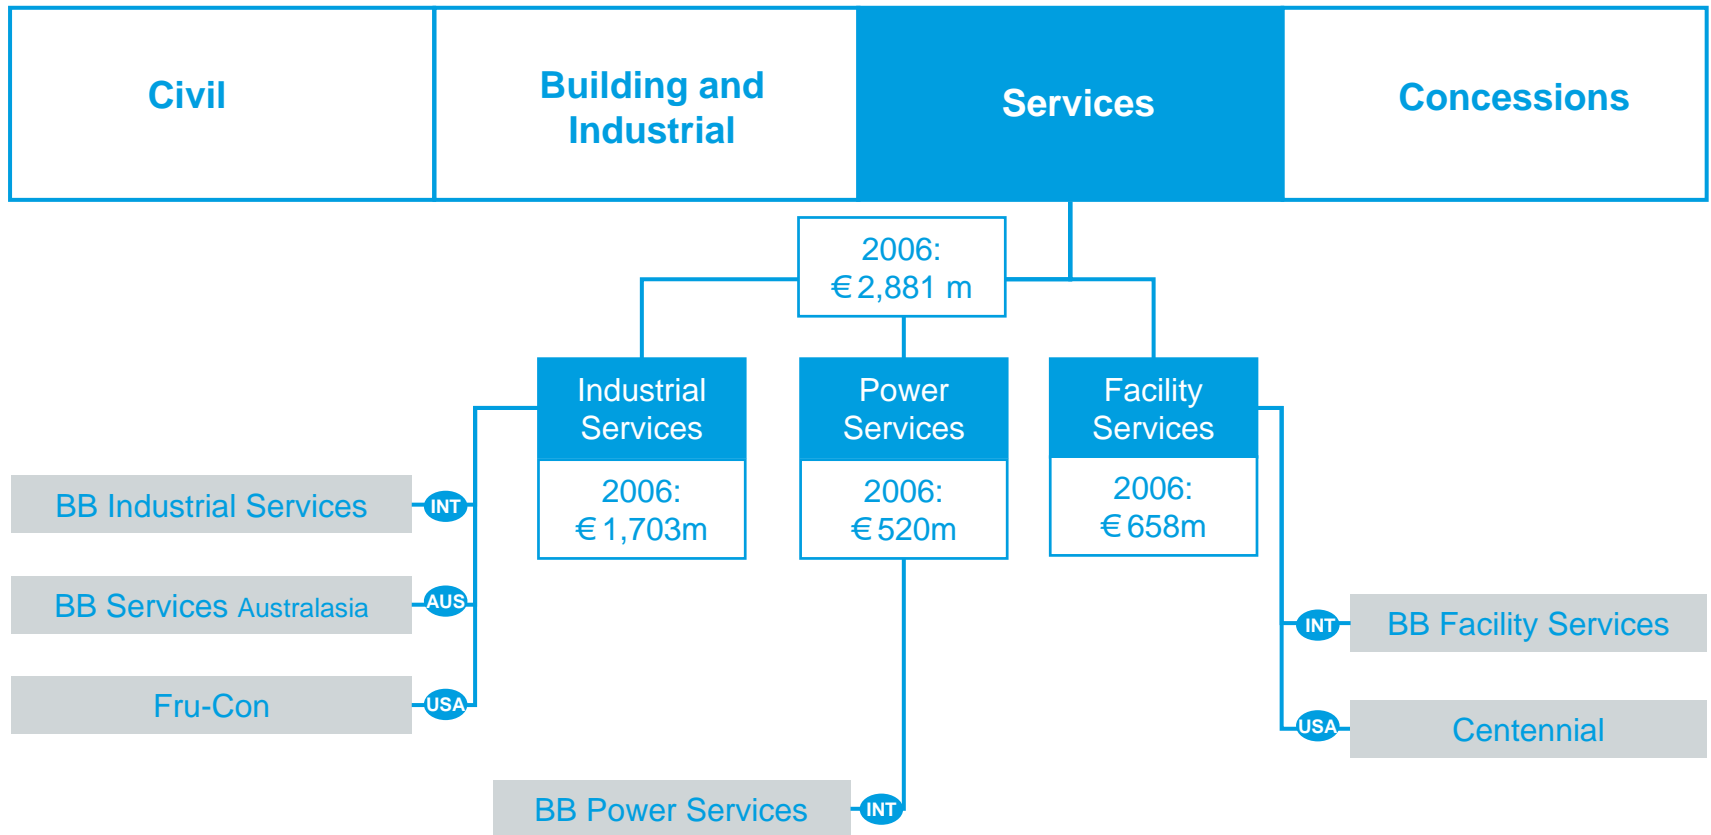 Civil
Building and
Industrial
Services
Concessions
2006:
€ 2,881 m
Industrial
Services
2006:
€ 1,703m
Power
Services
2006:
€ 520m
Facility
Services
2006:
€ 658m
BB Industrial Services
INT
BB Services Australasia
AUS
Fru-Con
USA
BB Power Services
INT
INT
BB Facility Services
USA
Centennial